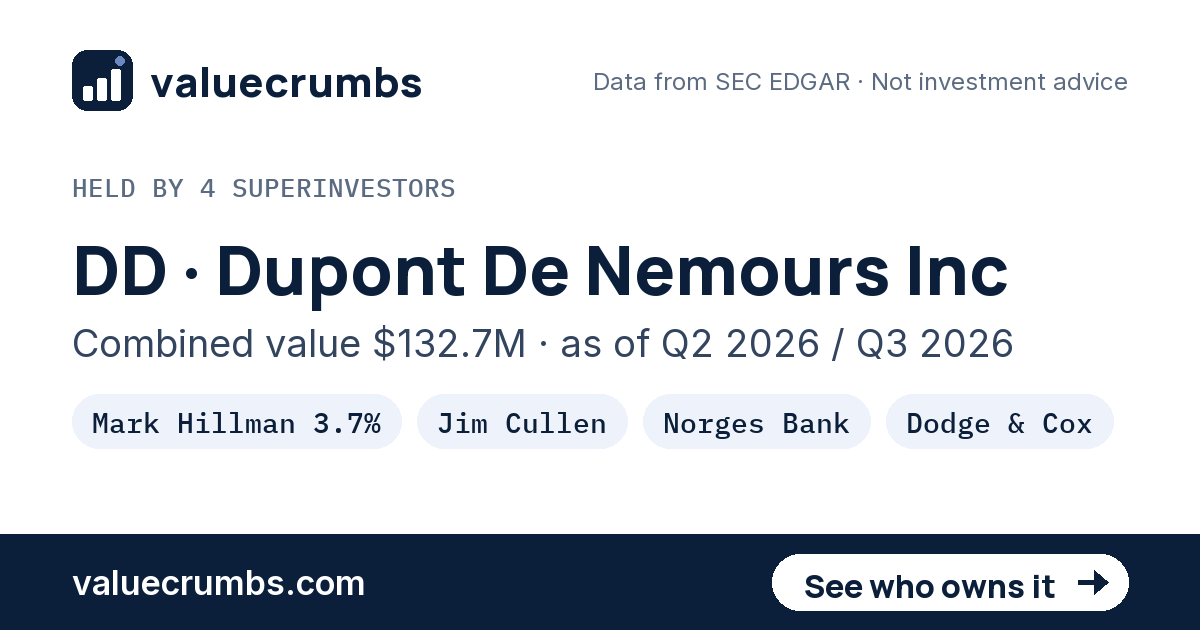 valuecrumbs
Data from SEC EDGAR · Not investment advice
HELD BY 4 SUPERINVESTORS
DD · Dupont De Nemours Inc
Combined value $132.7M · as of Q2 2026 / Q3 2026
Mark Hillman 3.7%
Jim Cullen
Norges Bank
Dodge & Cox
valuecrumbs.com
See who owns it →